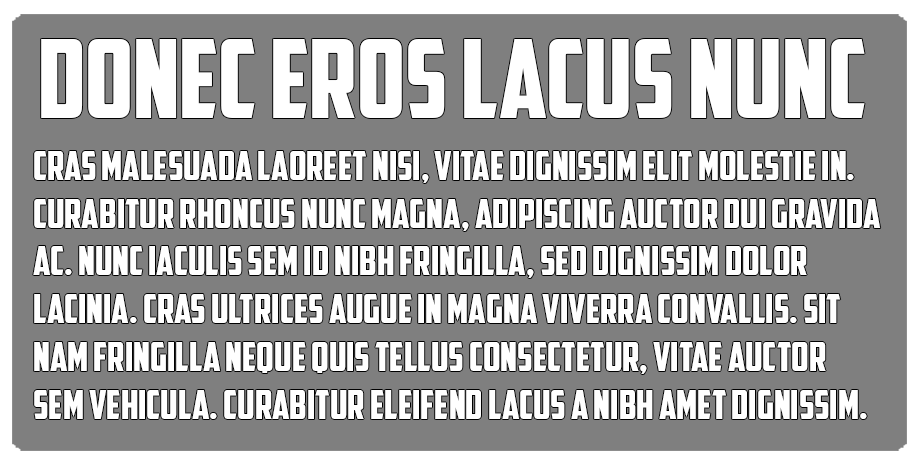 DONEC EROS LACUS NUNC
CRAS MALESUADA LAOREET NISI, VITAE DIGNISSIM ELIT MOLESTIE IN.
CURABITUR RHONCUS NUNC MAGNA, ADIPISCING AUCTOR DUI GRAVIDA
AC. NUNC IACULIS SEM ID NIBH FRINGILLA, SED DIGNISSIM DOLOR
LACINIA. CRAS ULTRICES AUGUE IN MAGNA VIVERRA CONVALLIS. SIT
NAM FRINGILLA NEQUE QUIS TELLUS CONSECTETUR, VITAE AUCTOR
SEM VEHICULA. CURABITUR ELEIFEND LACUS A NIBH AMET DIGNISSIM.